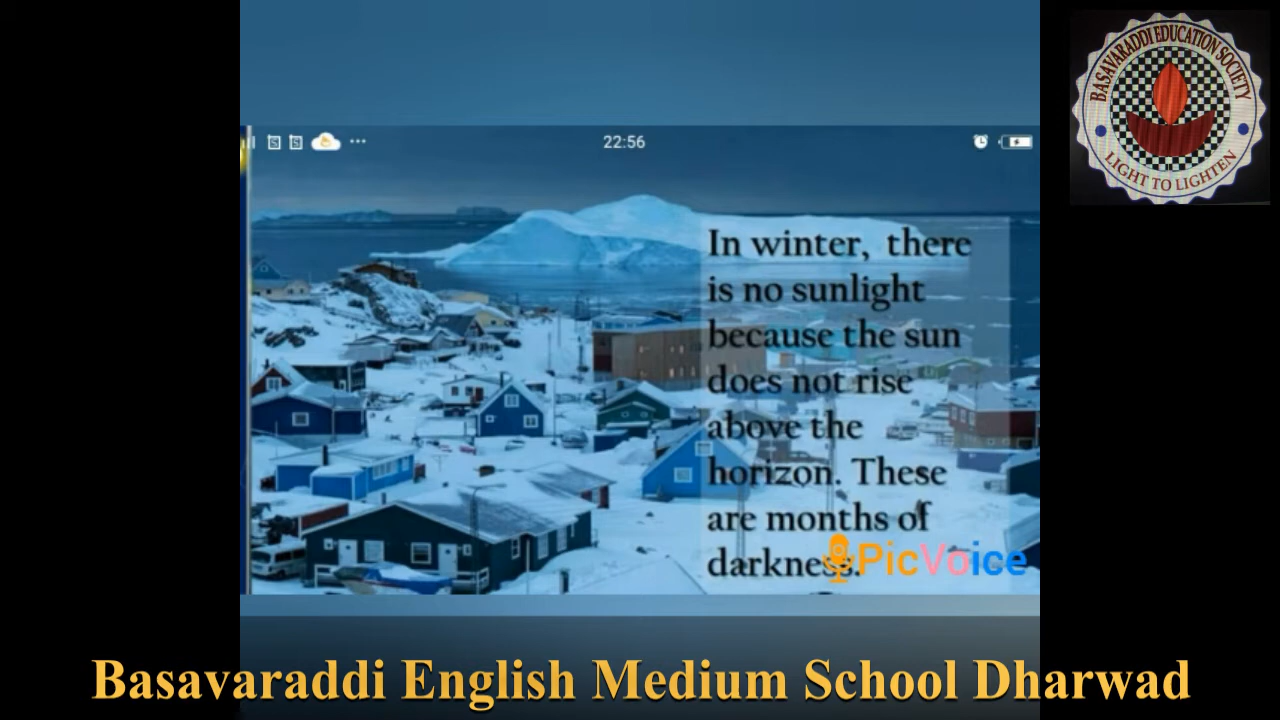 BASAVARADDI EDUCATION SOCIETY
LIGHT TO LIGHTEN
22:56
In winter, there
is no sunlight
because the sun
does not rise
above the
horizon. These
are months of
darkness.
PicVoice
Basavaraddi English Medium School Dharwad